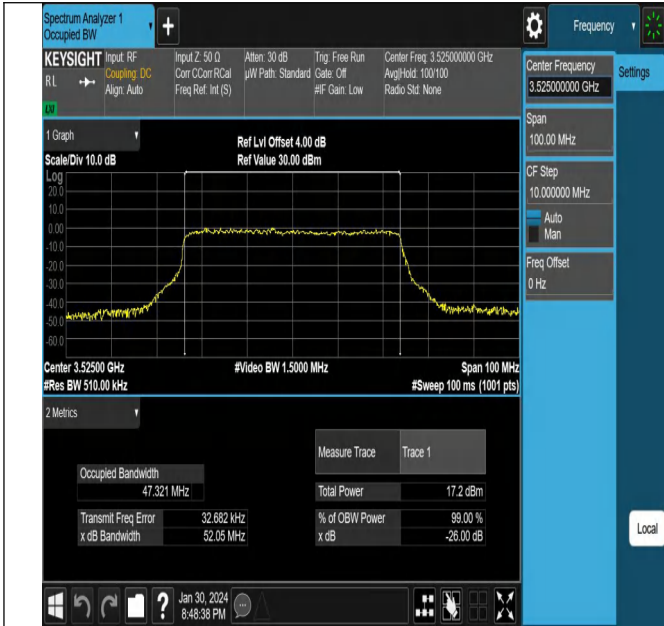 Spectrum Analyzer 1
Occupied BW
Frequency
KEYSIGHT
RL
LXI
Input: RF
Coupling: DC
Align: Auto
Input Z: 50 Ω
Corr CCorr RCal
Freq Ref: Int (S)
Atten: 30 dB
µW Path: Standard
Trig: Free Run
Gate: Off
#IF Gain: Low
Center Freq: 3.525000000 GHz
Avg|Hold: 100/100
Radio Std: None
Center Frequency
3.525000000 GHz
Settings
Span
100.00 MHz
CF Step
10.000000 MHz
Auto
Man
Freq Offset
0 Hz
1 Graph
Scale/Div 10.0 dB
Ref Lvl Offset 4.00 dB
Ref Value 30.00 dBm
Log
20.0
10.0
0.00
-10.0
-20.0
-30.0
-40.0
-50.0
-60.0
Center 3.52500 GHz
#Res BW 510.00 kHz
#Video BW 1.5000 MHz
Span 100 MHz
#Sweep 100 ms (1001 pts)
2 Metrics
Occupied Bandwidth
47.321 MHz
Transmit Freq Error 32.682 kHz
x dB Bandwidth 52.05 MHz
Measure Trace Trace 1
Total Power 17.2 dBm
% of OBW Power 99.00 %
x dB -26.00 dB
Local
?
Jan 30, 2024
8:48:38 PM